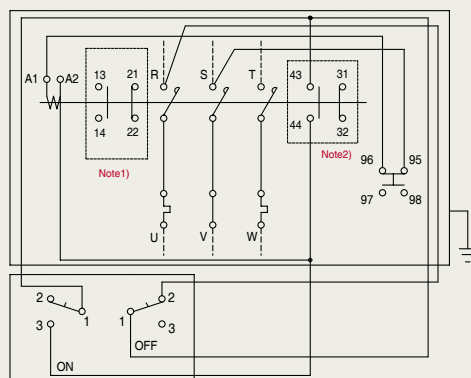 R S T
A1 A2 13 21 43 31
14 22 44 32
Note1) Note2)
96 95
97 98
U V W
2 1 3 ON
1 2 3 OFF